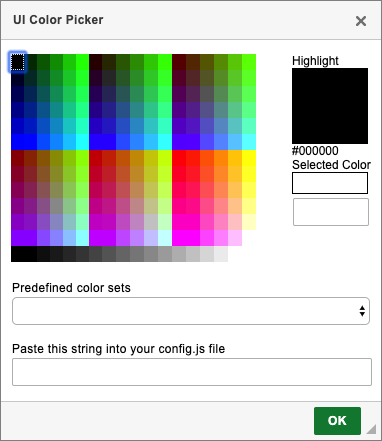 UI Color Picker
Highlight
#000000
Selected Color
Predefined color sets
Paste this string into your config.js file
OK